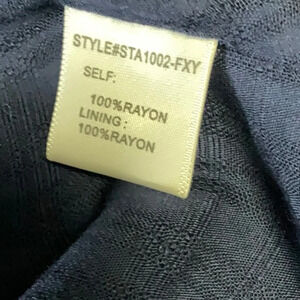 STYLE#STA1002-FXY
SELF:
100%RAYON
LINING :
100%RAYON